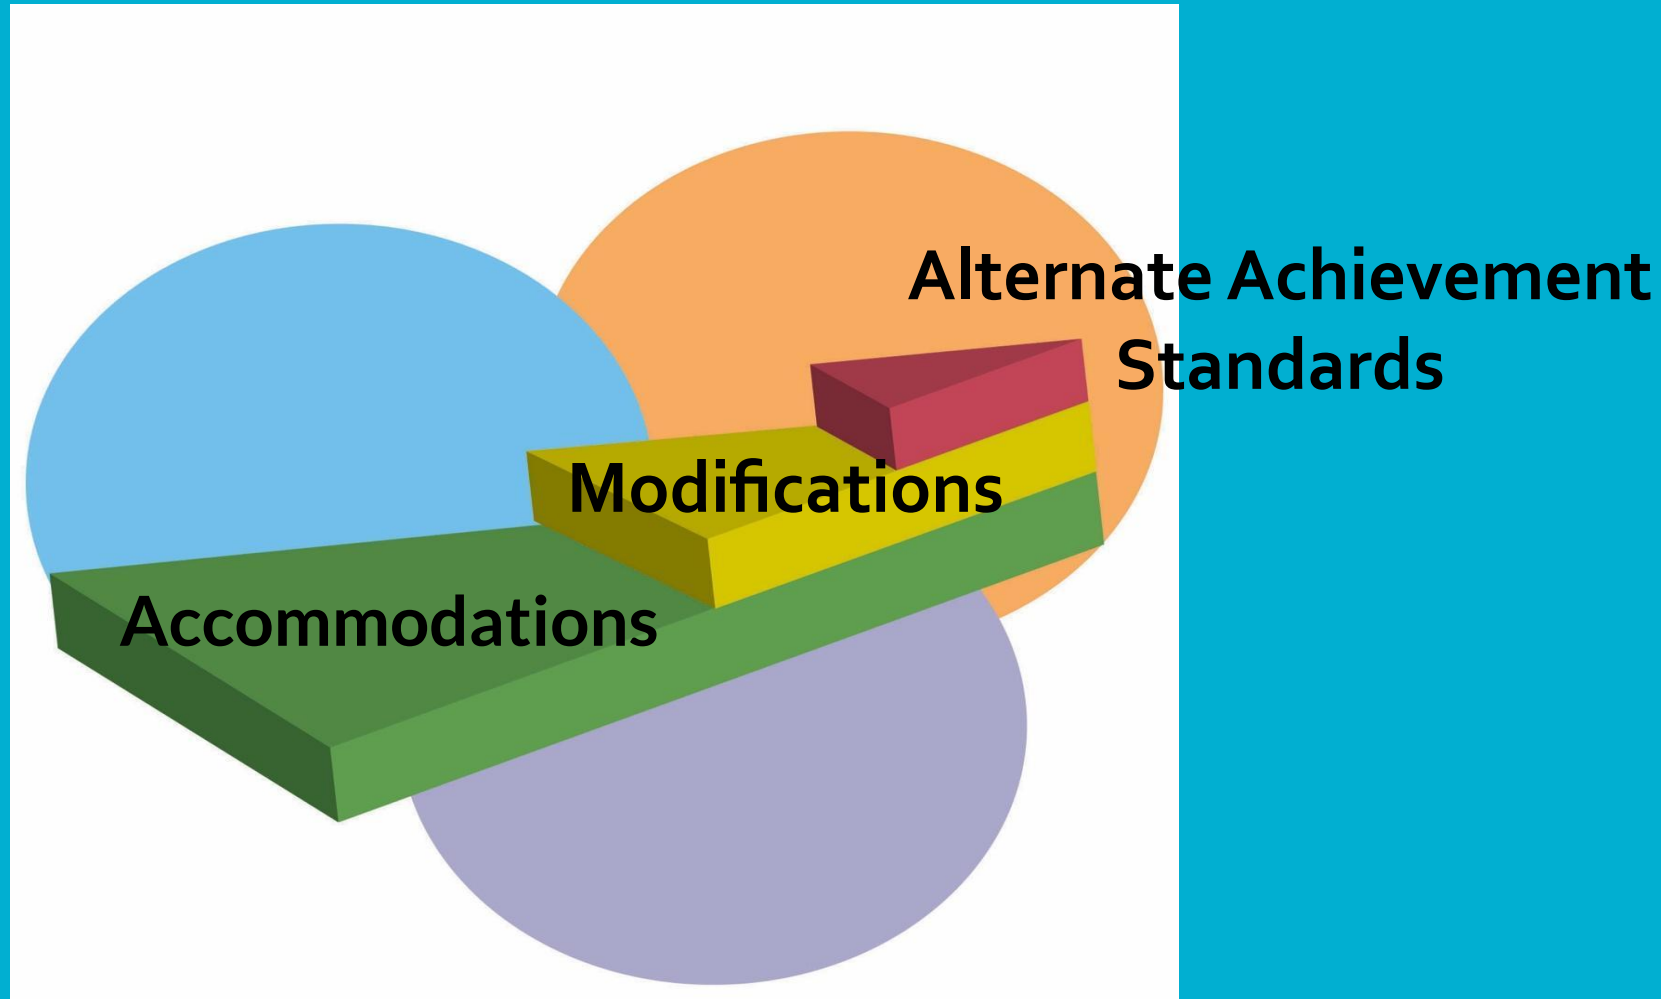 Alternate Achievement
Standards
Modifications
Accommodations